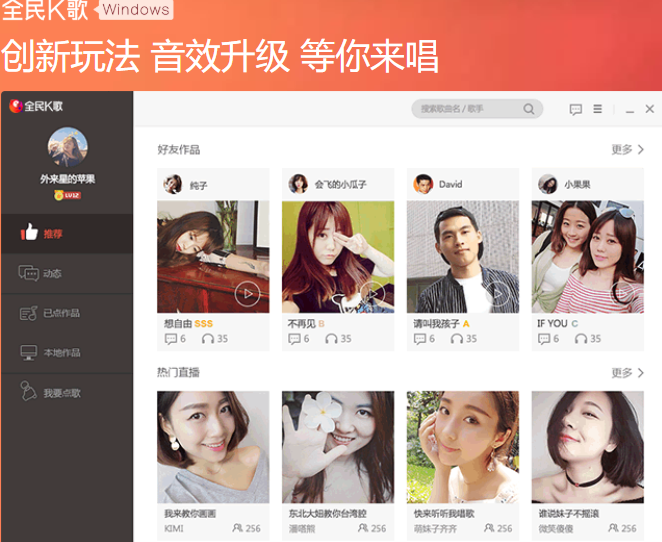 全民K歌 Windows
创新玩法 音效升级 等你来唱
全民K歌
搜索歌曲名 / 歌手
外来星的苹果
LV12
推荐
动态
已点作品
本地作品
我要点歌
好友作品 更多
纯子 会飞的小瓜子 David 小果果
想自由 SSS 不再见 B 请叫我孩子 A IF YOU C
6 35 6 35 6 35 6 35
热门直播 更多
我来教你画画 东北大妞教你台湾腔 快来听听我唱歌 谁说妹子不摇滚
KIMI 256 潘塔熊 256 萌妹子齐齐 256 微笑傻傻 256